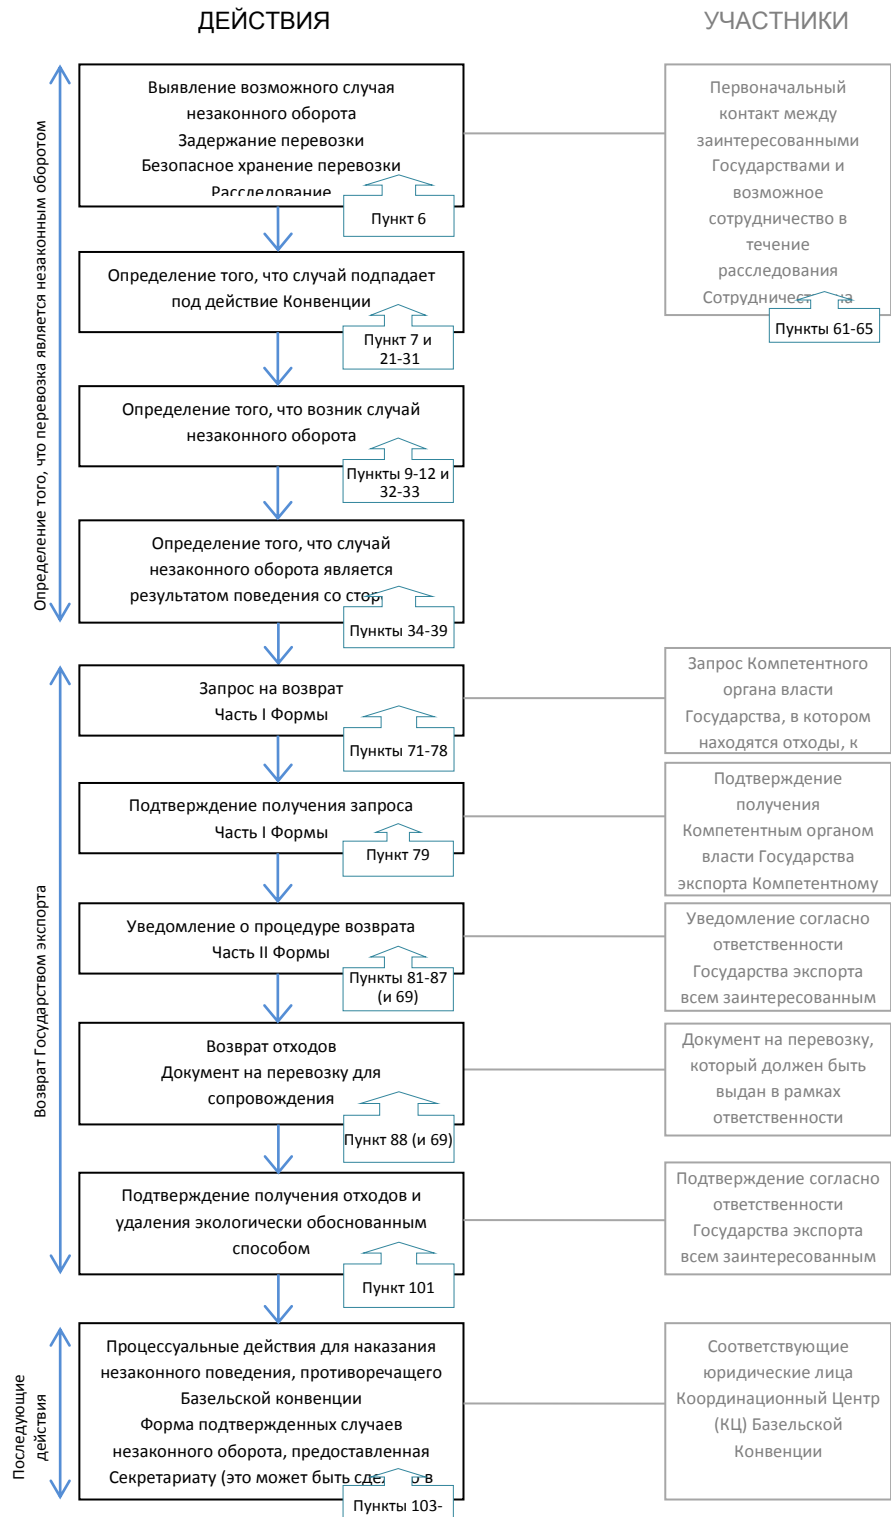 ДЕЙСТВИЯ
УЧАСТНИКИ
Определение того, что перевозка является незаконным оборотом
Выявление возможного случая
незаконного оборота
Задержание перевозки
Безопасное хранение перевозки
Расследование
Пункт 6
Первоначальный
контакт между
заинтересованными
Государствами и
возможное
сотрудничество в
течение
расследования
Пункты 61-65
Определение того, что случай подпадает
под действие Конвенции
Пункт 7 и
21-31
Определение того, что возник случай
незаконного оборота
Пункты 9-12 и
32-33
Определение того, что случай
незаконного оборота является
результатом поведения со стор
Пункты 34-39
Возврат Государством экспорта
Запрос на возврат
Часть I Формы
Пункты 71-78
Запрос Компетентного
органа власти
Государства, в котором
находятся отходы, к
Подтверждение получения запроса
Часть I Формы
Пункт 79
Подтверждение
получения
Компетентным органом
власти Государства
экспорта Компетентному
Уведомление о процедуре возврата
Часть II Формы
Пункты 81-87
(и 69)
Уведомление согласно
ответственности
Государства экспорта
всем заинтересованным
Возврат отходов
Документ на перевозку для
сопровождения
Пункт 88 (и 69)
Документ на перевозку,
который должен быть
выдан в рамках
ответственности
Подтверждение получения отходов и
удаления экологически обоснованным
способом
Пункт 101
Подтверждение согласно
ответственности
Государства экспорта
всем заинтересованным
Последующие
действия
Процессуальные действия для наказания
незаконного поведения, противоречащего
Базельской конвенции
Форма подтвержденных случаев
незаконного оборота, предоставленная
Секретариату (это может быть в
Пункты 103-
Соответствующие
юридические лица
Координационный Центр
(КЦ) Базельской
Конвенции